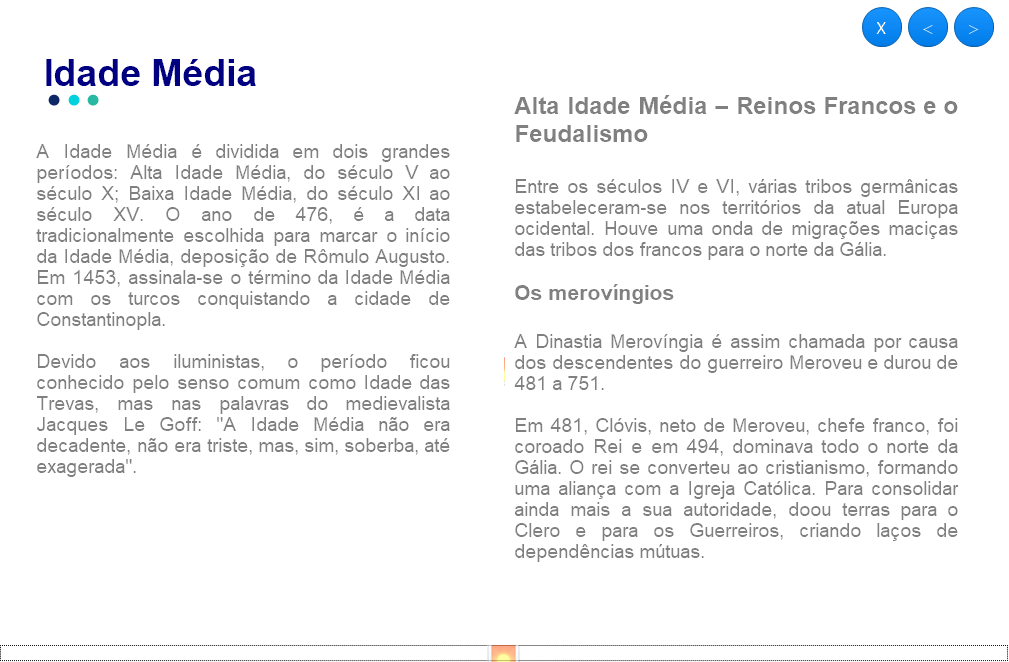 X < >
Idade Média
A Idade Média é dividida em dois grandes
períodos: Alta Idade Média, do século V ao
século X; Baixa Idade Média, do século XI ao
século XV. O ano de 476, é a data
tradicionalmente escolhida para marcar o início
da Idade Média, deposição de Rômulo Augusto.
Em 1453, assinala-se o término da Idade Média
com os turcos conquistando a cidade de
Constantinopla.
Devido aos iluministas, o período ficou
conhecido pelo senso comum como Idade das
Trevas, mas nas palavras do medievalista
Jacques Le Goff: "A Idade Média não era
decadente, não era triste, mas, sim, soberba, até
exagerada".
Alta Idade Média – Reinos Francos e o
Feudalismo
Entre os séculos IV e VI, várias tribos germânicas
estabeleceram-se nos territórios da atual Europa
ocidental. Houve uma onda de migrações maciças
das tribos dos francos para o norte da Gália.
Os merovíngios
A Dinastia Merovíngia é assim chamada por causa
dos descendentes do guerreiro Meroveu e durou de
481 a 751.
Em 481, Clóvis, neto de Meroveu, chefe franco, foi
coroado Rei e em 494, dominava todo o norte da
Gália. O rei se converteu ao cristianismo, formando
uma aliança com a Igreja Católica. Para consolidar
ainda mais a sua autoridade, doou terras para o
Clero e para os Guerreiros, criando laços de
dependências mútuas.